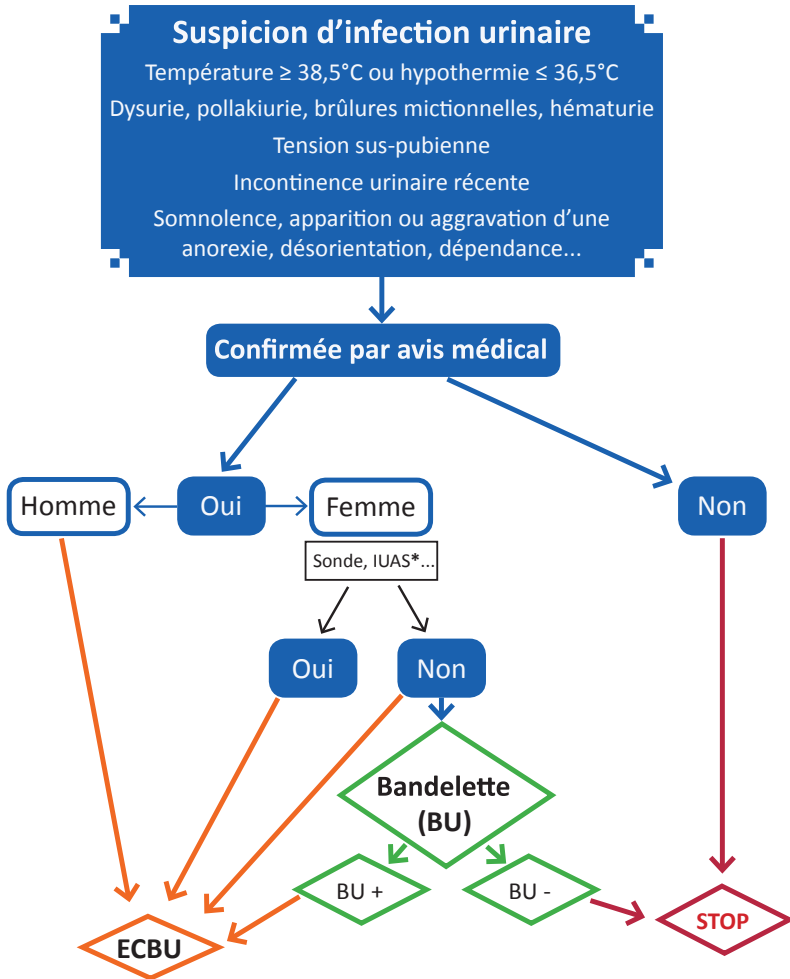 Suspicion d’infection urinaire
Température ≥ 38,5°C ou hypothermie ≤ 36,5°C
Dysurie, pollakiurie, brûlures mictionnelles, hématurie
Tension sus-pubienne
Incontinence urinaire récente
Somnolence, apparition ou aggravation d’une
anorexie, désorientation, dépendance...
Confirmée par avis médical
Homme
Oui
Femme
Non
Sonde, IUAS*...
Oui
Non
Bandelette
(BU)
BU +
BU -
ECBU
STOP